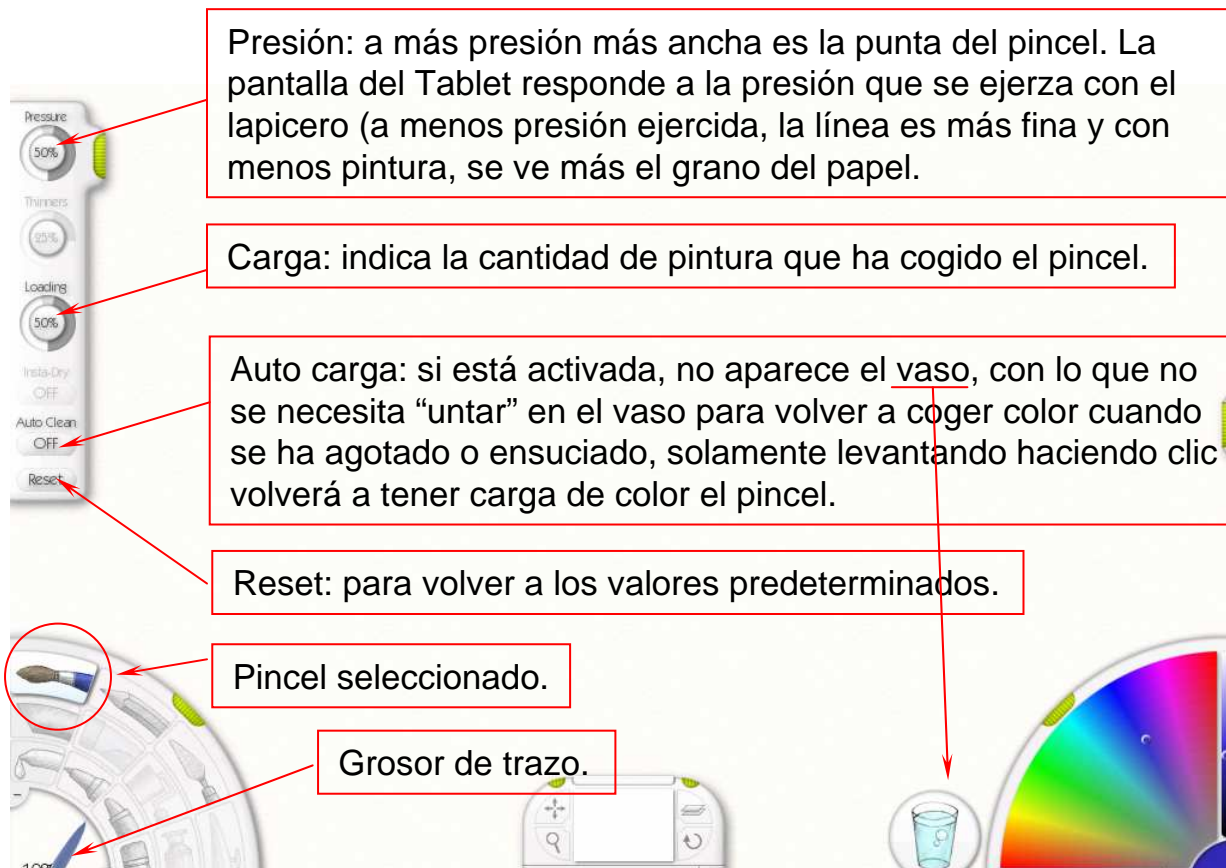 Presión: a más presión más ancha es la punta del pincel. La
pantalla del Tablet responde a la presión que se ejerza con el
lapicero (a menos presión ejercida, la línea es más fina y con
menos pintura, se ve más el grano del papel.
Pressure
50%
Thinners
25%
Carga: indica la cantidad de pintura que ha cogido el pincel.
Loading
50%
Insta-Dry
OFF
Auto Clean
OFF
Reset
Auto carga: si está activada, no aparece el vaso, con lo que no
se necesita “untar” en el vaso para volver a coger color cuando
se ha agotado o ensuciado, solamente levantando haciendo clic
volverá a tener carga de color el pincel.
Reset: para volver a los valores predeterminados.
Pincel seleccionado.
Grosor de trazo.